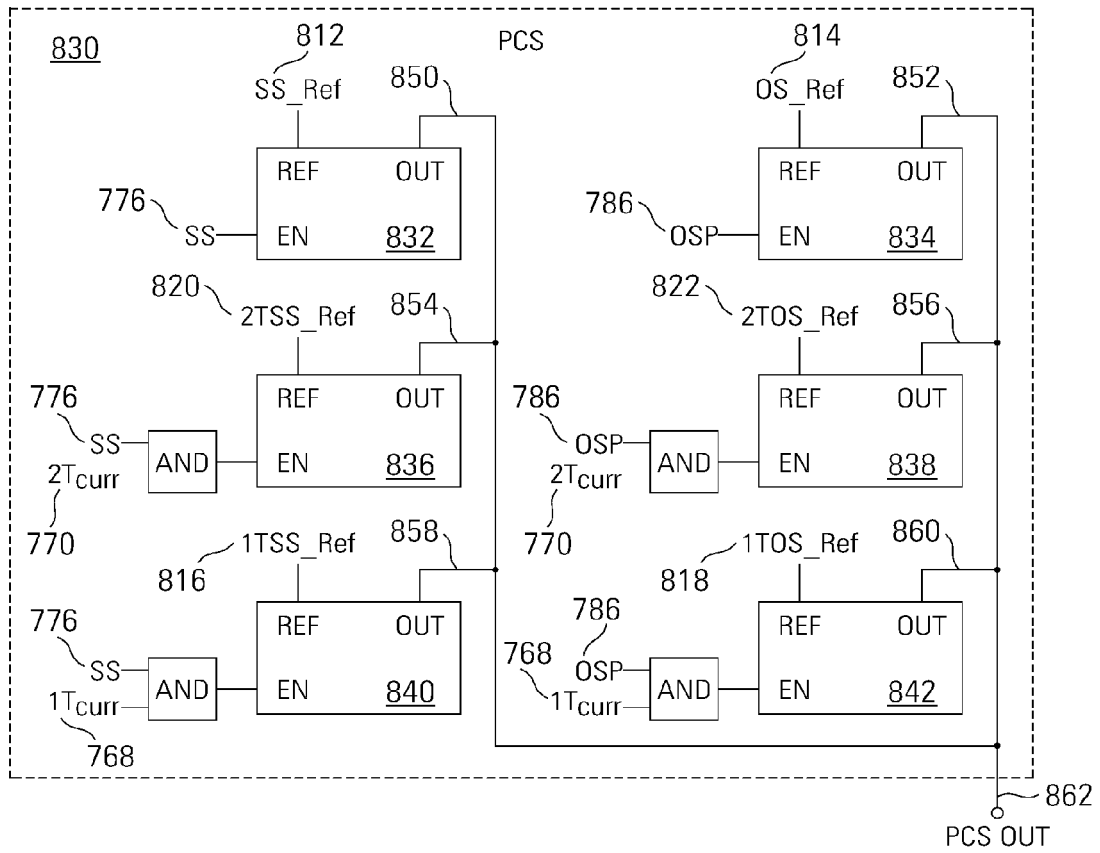 830
812
PCS
814
SS_Ref
850
OS_Ref
852
REF OUT
REF OUT
776
SS
EN
832
786
OSP
EN
834
820
2TSS_Ref
854
822
2TOS_Ref
856
REF OUT
REF OUT
776
SS
2Tcurr
770
AND
EN
836
786
OSP
2Tcurr
770
AND
EN
838
816
1TSS_Ref
858
818
1TOS_Ref
860
REF OUT
REF OUT
776
SS
1Tcurr
768
AND
EN
840
786
OSP
768
1Tcurr
AND
EN
842
862
PCS OUT